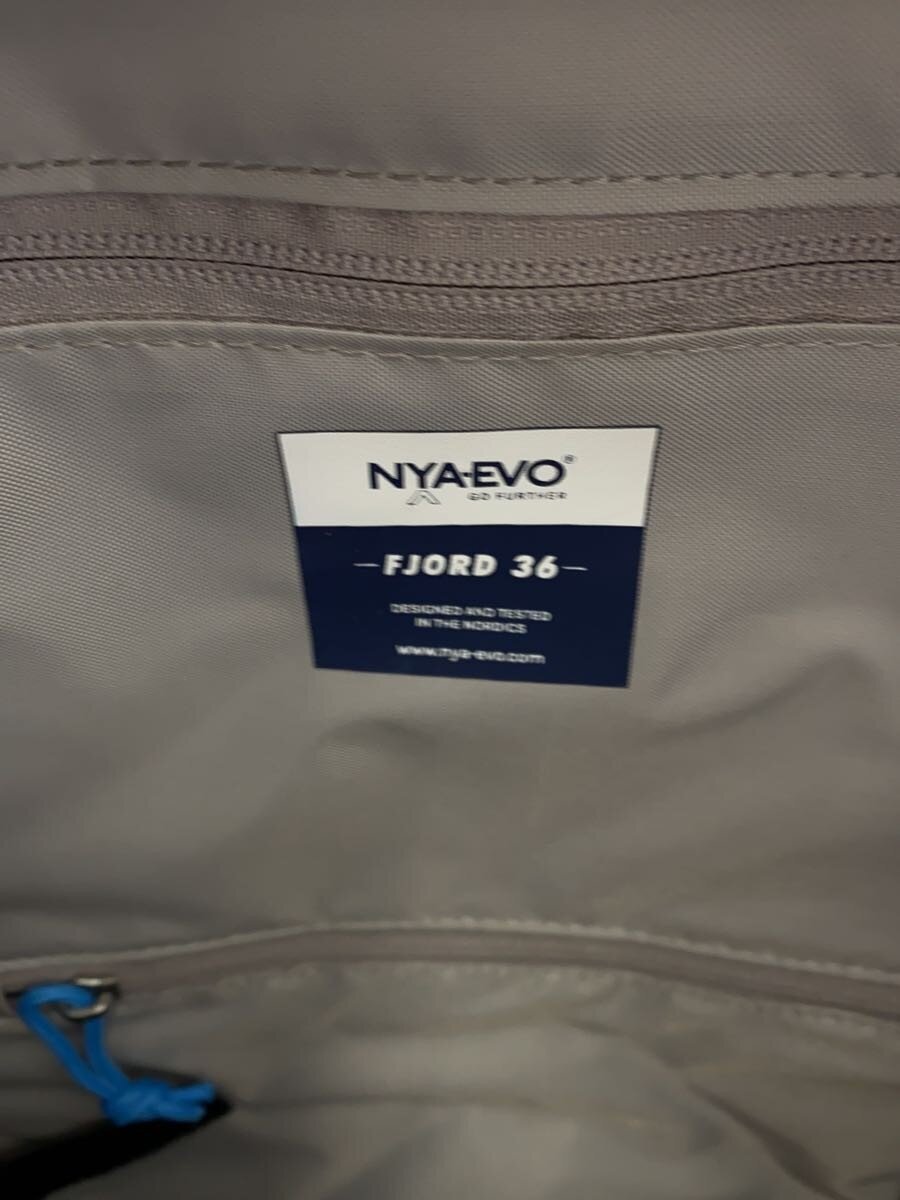 NYA-EVO®
GO FURTHER
FJORD 36
DESIGNED AND TESTED
IN THE NORDICS
www.nya-evo.com